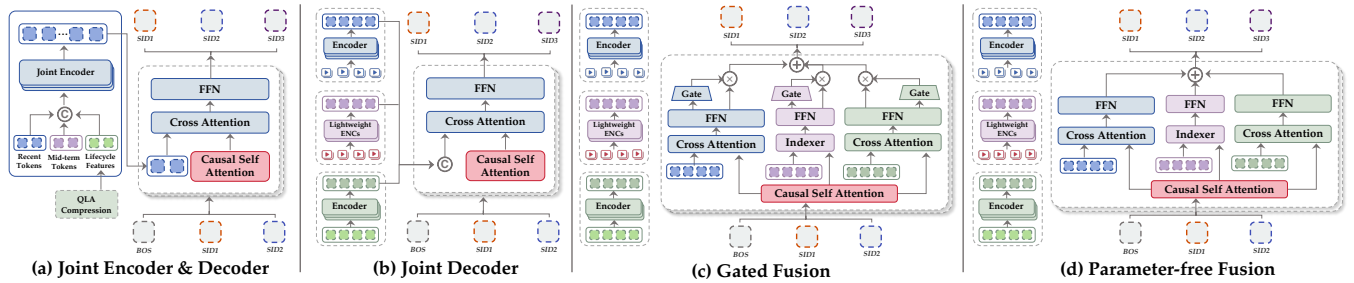 SID1
SID2
SID3
Joint Encoder
FFN
Cross Attention
C
Recent
Tokens
Mid-term
Tokens
Lifecycle
Features
Causal Self
Attention
QLA
Compression
BOS
SID1
SID2
(a) Joint Encoder & Decoder
SID1
SID2
SID3
Encoder
FFN
Cross Attention
Lightweight
ENCs
C
Causal Self
Attention
Encoder
BOS
SID1
SID2
(b) Joint Decoder
SID1
SID2
SID3
Encoder
Gate
Gate
Gate
FFN
FFN
FFN
Lightweight
ENCs
Cross Attention
Indexer
Cross Attention
Causal Self Attention
Encoder
BOS
SID1
SID2
(c) Gated Fusion
SID1
SID2
SID3
Encoder
FFN
FFN
FFN
Lightweight
ENCs
Cross Attention
Indexer
Cross Attention
Causal Self Attention
Encoder
BOS
SID1
SID2
(d) Parameter-free Fusion